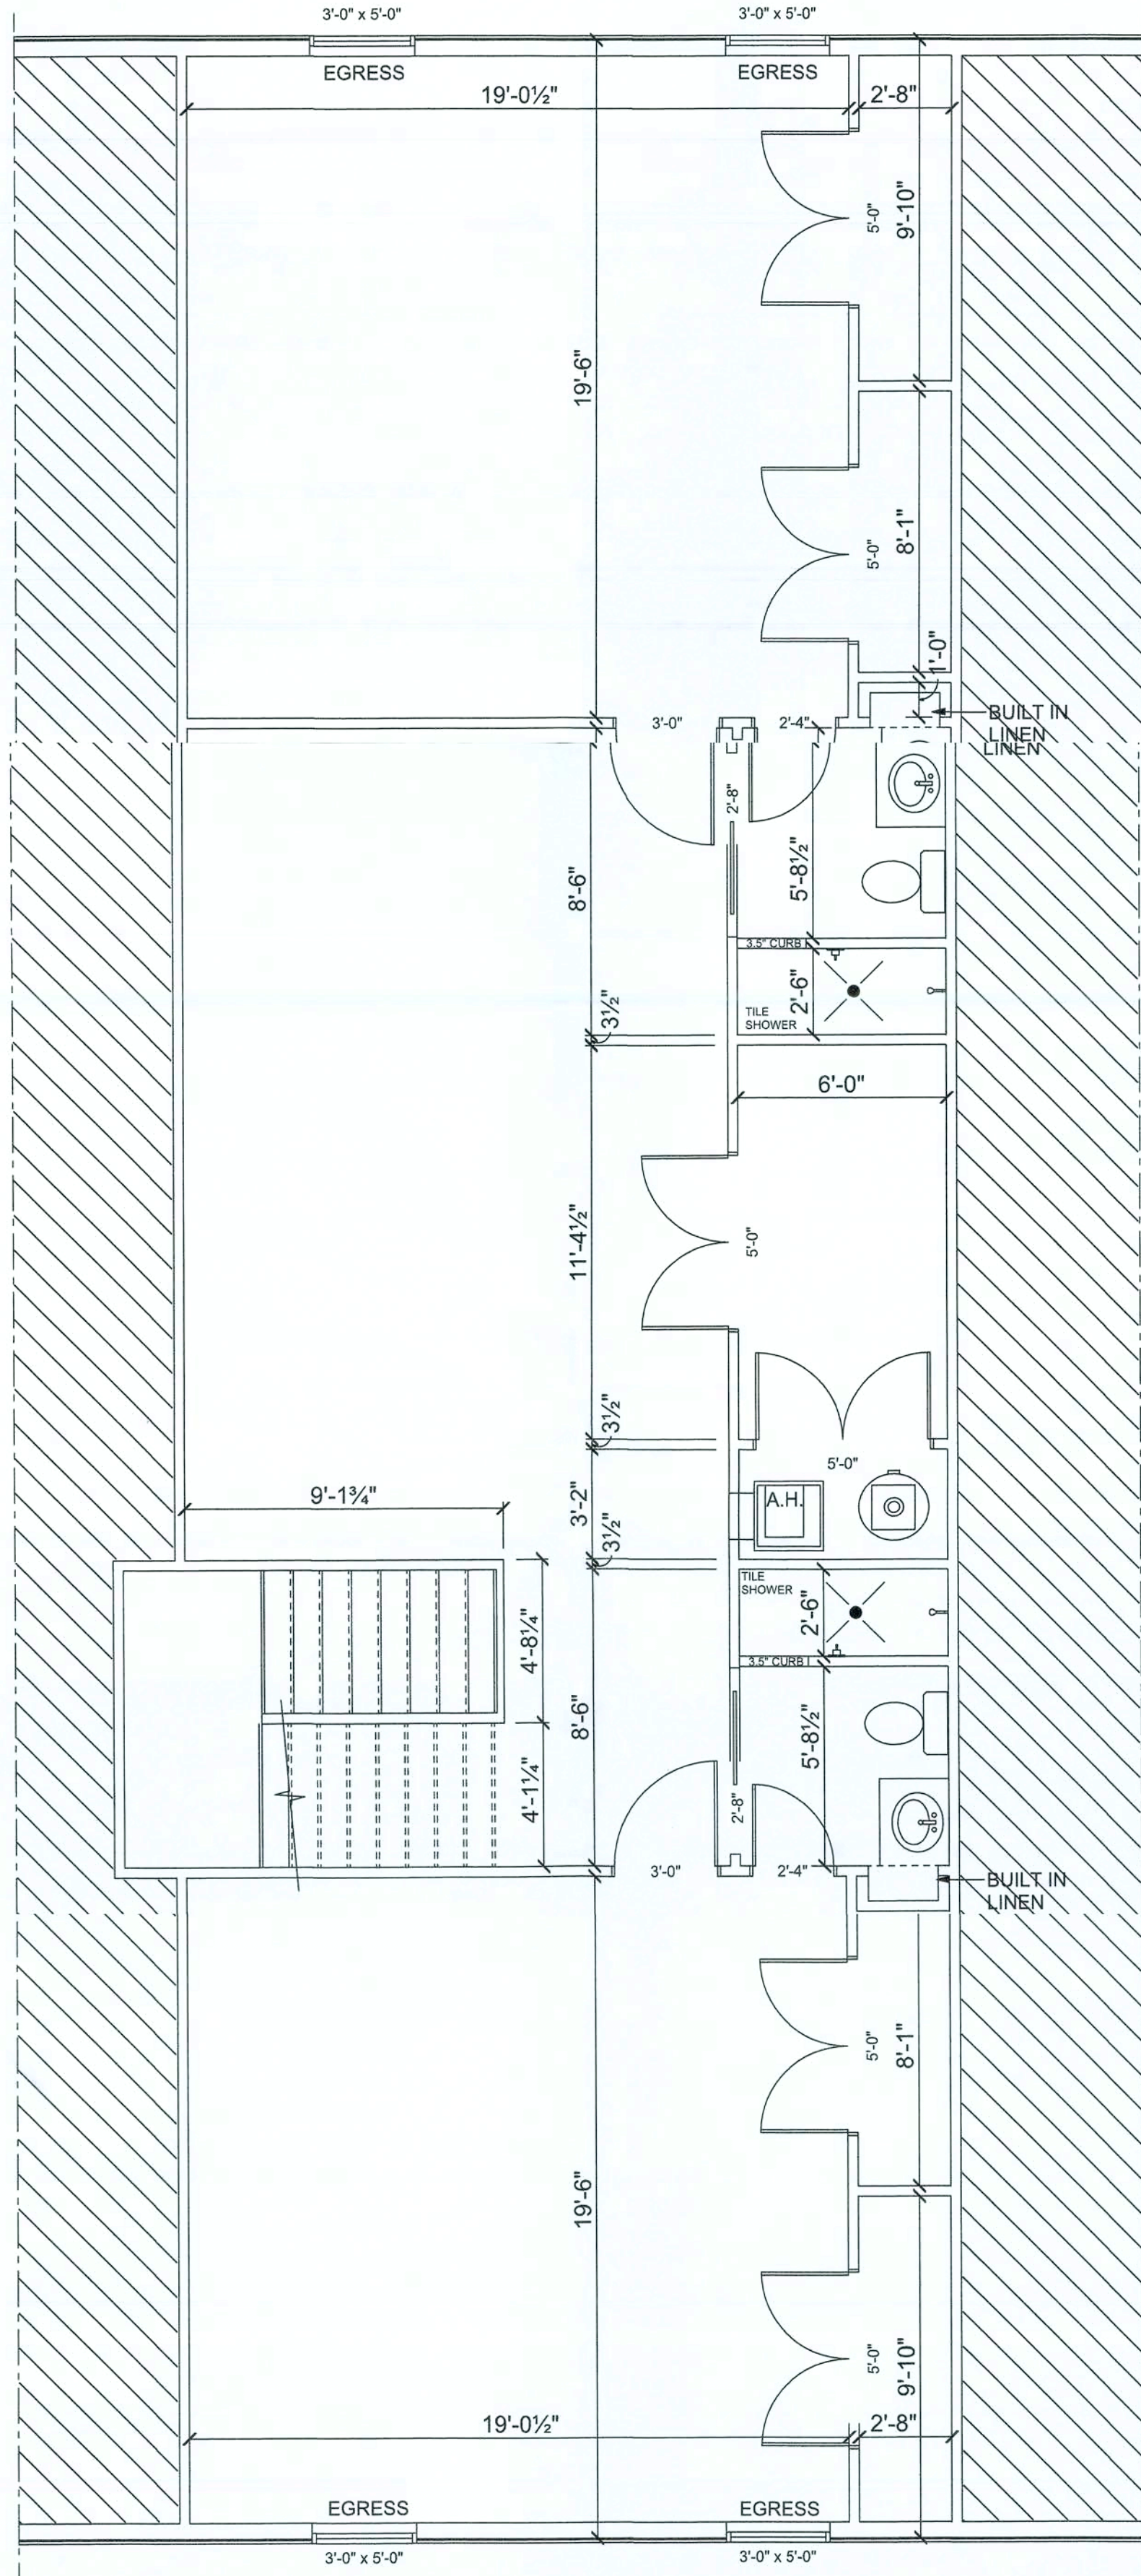 3'-0" x 5'-0"
3'-0" x 5'-0"
EGRESS
EGRESS
19'-0½"
2'-8"
5'-0"
9'-10"
19'-6"
5'-0"
8'-1"
1'-0"
3'-0"
2'-4"
BUILT IN
LINEN
LINEN
2'-8"
8'-6"
5'-8½"
3.5" CURB
2'-6"
3½"
TILE
SHOWER
6'-0"
11'-4½"
5'-0"
3½"
5'-0"
9'-1¾"
3'-2"
A.H.
3½"
TILE
SHOWER
2'-6"
4'-8¼"
3.5" CURB
8'-6"
5'-8½"
4'-1¼"
2'-8"
3'-0"
2'-4"
BUILT IN
LINEN
5'-0"
8'-1"
19'-6"
5'-0"
9'-10"
19'-0½"
2'-8"
EGRESS
EGRESS
3'-0" x 5'-0"
3'-0" x 5'-0"